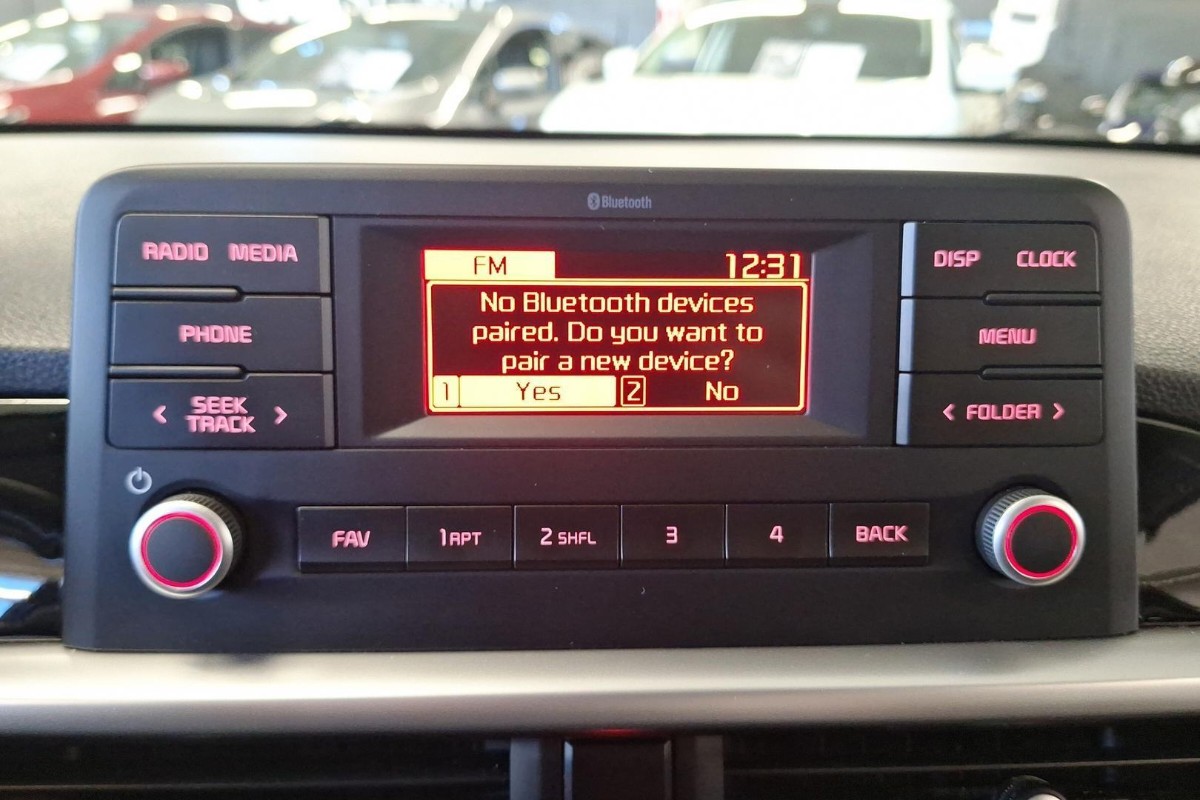 Bluetooth
RADIO MEDIA
PHONE
< SEEK
TRACK >
FM 12:31
No Bluetooth devices
paired. Do you want to
pair a new device?
1 Yes 2 No
DISP CLOCK
MENU
< FOLDER >
FAV 1 RPT 2 SHFL 3 4 BACK